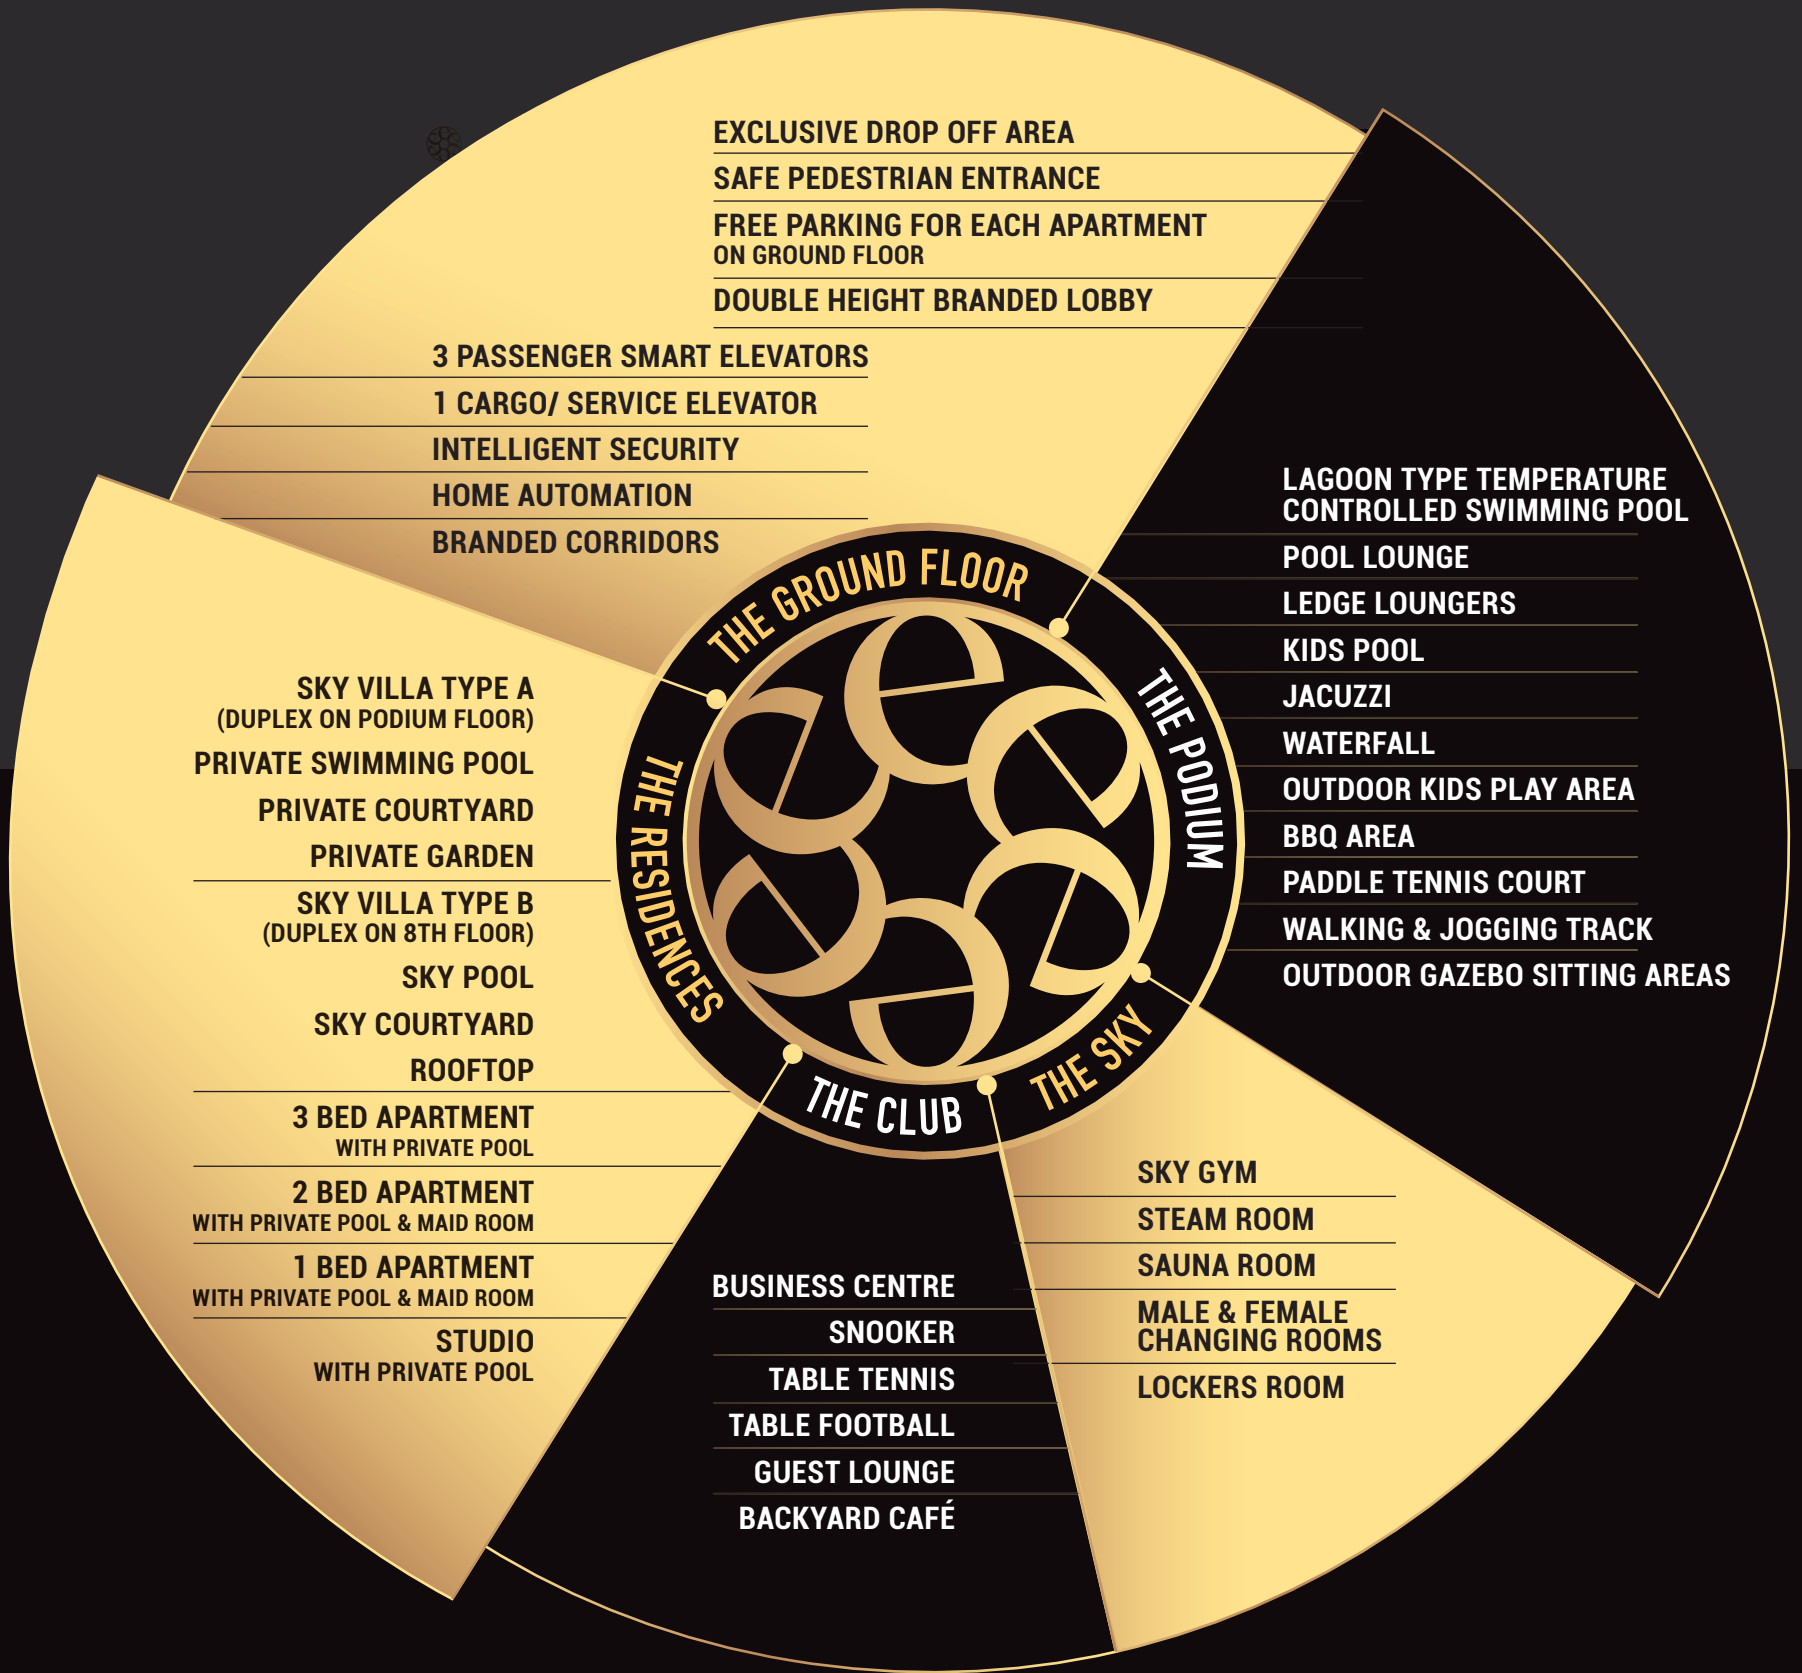 EXCLUSIVE DROP OFF AREA
SAFE PEDESTRIAN ENTRANCE
FREE PARKING FOR EACH APARTMENT
ON GROUND FLOOR
DOUBLE HEIGHT BRANDED LOBBY
3 PASSENGER SMART ELEVATORS
1 CARGO/ SERVICE ELEVATOR
INTELLIGENT SECURITY
HOME AUTOMATION
BRANDED CORRIDORS
THE GROUND FLOOR
THE PODIUM
LAGOON TYPE TEMPERATURE
CONTROLLED SWIMMING POOL
POOL LOUNGE
LEDGE LOUNGERS
KIDS POOL
JACUZZI
WATERFALL
OUTDOOR KIDS PLAY AREA
BBQ AREA
PADDLE TENNIS COURT
WALKING & JOGGING TRACK
OUTDOOR GAZEBO SITTING AREAS
THE SKY
SKY GYM
STEAM ROOM
SAUNA ROOM
MALE & FEMALE
CHANGING ROOMS
LOCKERS ROOM
THE CLUB
BUSINESS CENTRE
SNOOKER
TABLE TENNIS
TABLE FOOTBALL
GUEST LOUNGE
BACKYARD CAFÉ
THE RESIDENCES
SKY VILLA TYPE A
(DUPLEX ON PODIUM FLOOR)
PRIVATE SWIMMING POOL
PRIVATE COURTYARD
PRIVATE GARDEN
SKY VILLA TYPE B
(DUPLEX ON 8TH FLOOR)
SKY POOL
SKY COURTYARD
ROOFTOP
3 BED APARTMENT
WITH PRIVATE POOL
2 BED APARTMENT
WITH PRIVATE POOL & MAID ROOM
1 BED APARTMENT
WITH PRIVATE POOL & MAID ROOM
STUDIO
WITH PRIVATE POOL
e
e
e
e
e
e